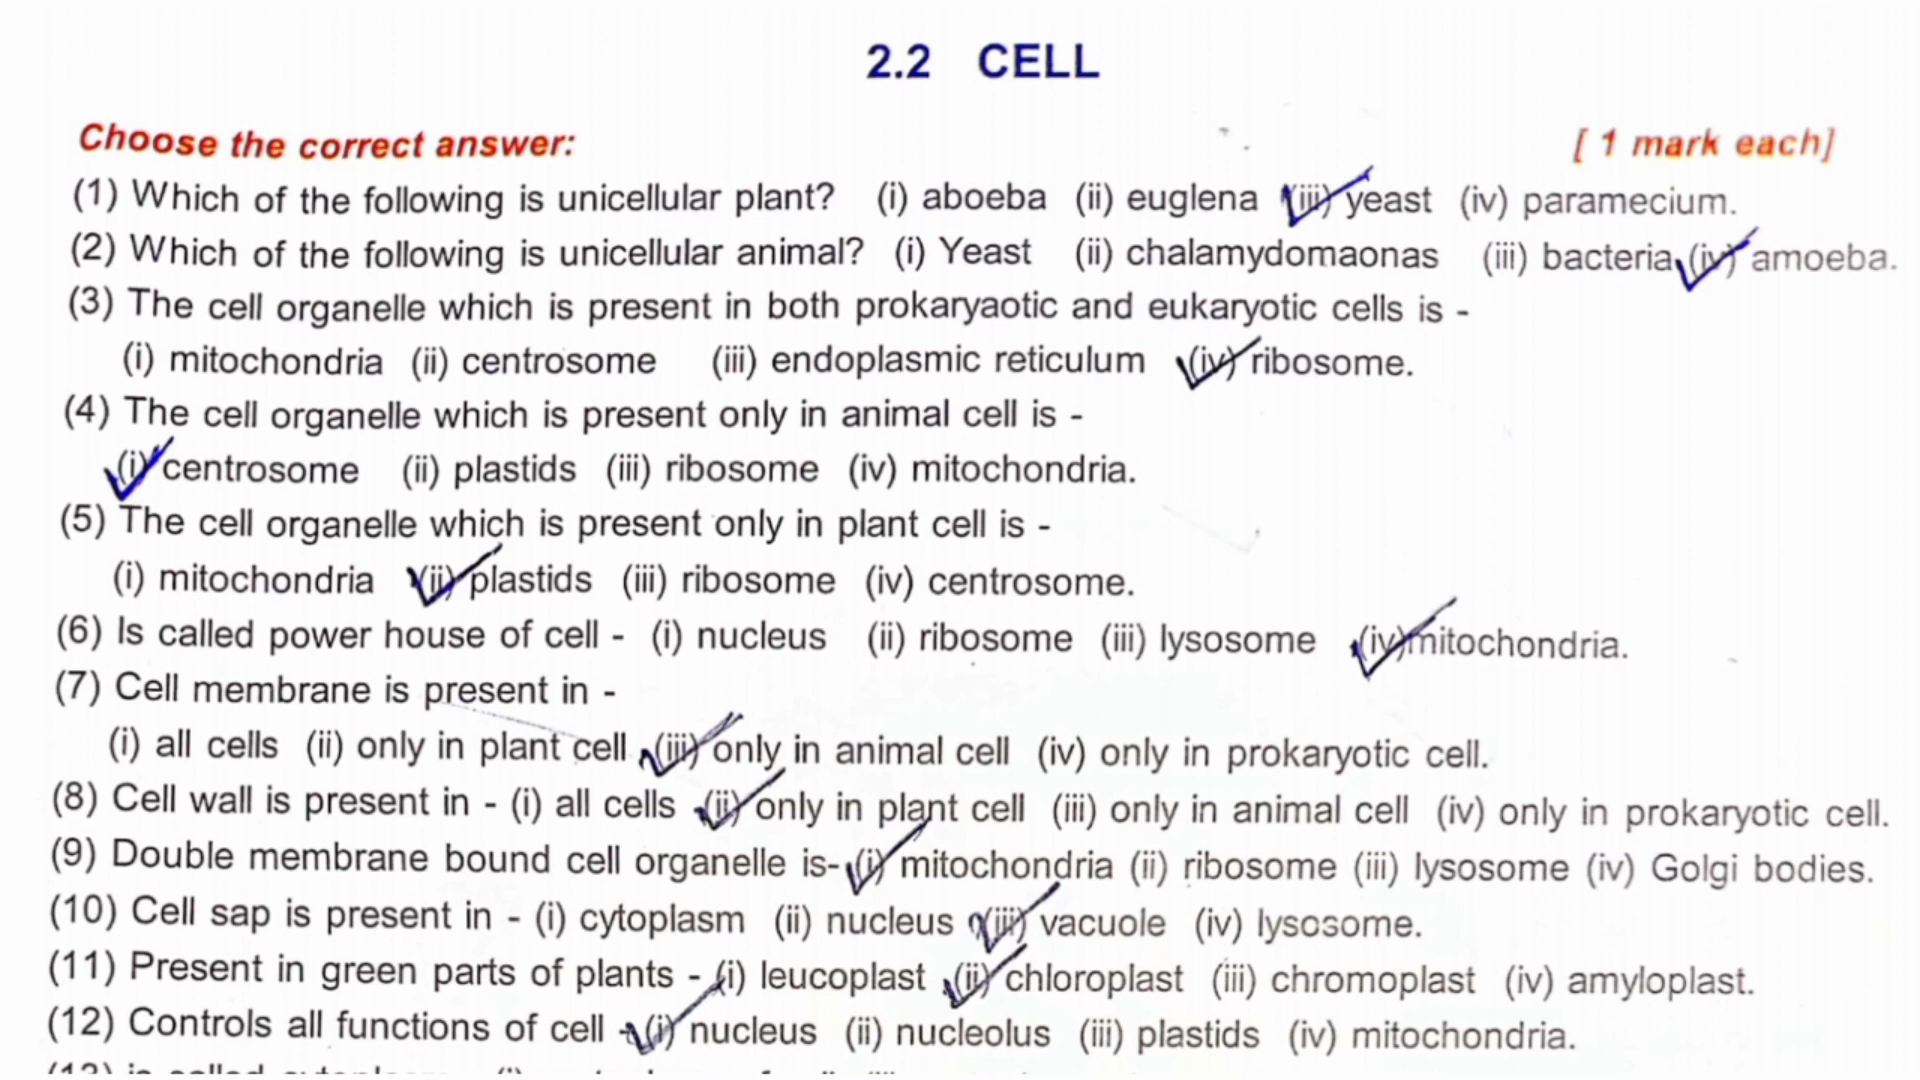 2.2 CELL
Choose the correct answer: [ 1 mark each]
(1) Which of the following is unicellular plant? (i) aboeba (ii) euglena (iii) yeast (iv) paramecium.
(2) Which of the following is unicellular animal? (i) Yeast (ii) chalamydomaonas (iii) bacteria (iv) amoeba.
(3) The cell organelle which is present in both prokaryaotic and eukaryotic cells is -
(i) mitochondria (ii) centrosome (iii) endoplasmic reticulum (iv) ribosome.
(4) The cell organelle which is present only in animal cell is -
(i) centrosome (ii) plastids (iii) ribosome (iv) mitochondria.
(5) The cell organelle which is present only in plant cell is -
(i) mitochondria (ii) plastids (iii) ribosome (iv) centrosome.
(6) Is called power house of cell - (i) nucleus (ii) ribosome (iii) lysosome (iv) mitochondria.
(7) Cell membrane is present in -
(i) all cells (ii) only in plant cell (iii) only in animal cell (iv) only in prokaryotic cell.
(8) Cell wall is present in - (i) all cells (ii) only in plant cell (iii) only in animal cell (iv) only in prokaryotic cell.
(9) Double membrane bound cell organelle is- (i) mitochondria (ii) ribosome (iii) lysosome (iv) Golgi bodies.
(10) Cell sap is present in - (i) cytoplasm (ii) nucleus (iii) vacuole (iv) lysosome.
(11) Present in green parts of plants - (i) leucoplast (ii) chloroplast (iii) chromoplast (iv) amyloplast.
(12) Controls all functions of cell - (i) nucleus (ii) nucleolus (iii) plastids (iv) mitochondria.